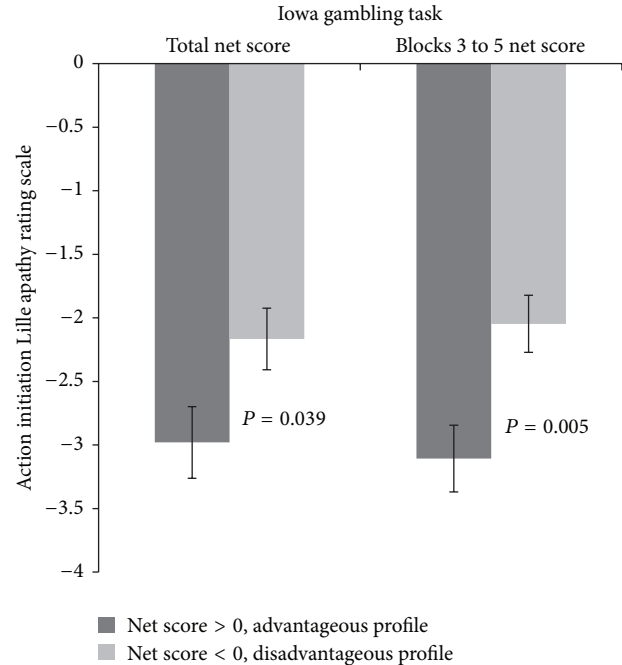 Iowa gambling task
Total net score
Blocks 3 to 5 net score
0
−0.5
−1
−1.5
−2
−2.5
−3
−3.5
−4
Action initiation Lille apathy rating scale
P = 0.039
P = 0.005
Net score > 0, advantageous profile
Net score < 0, disadvantageous profile